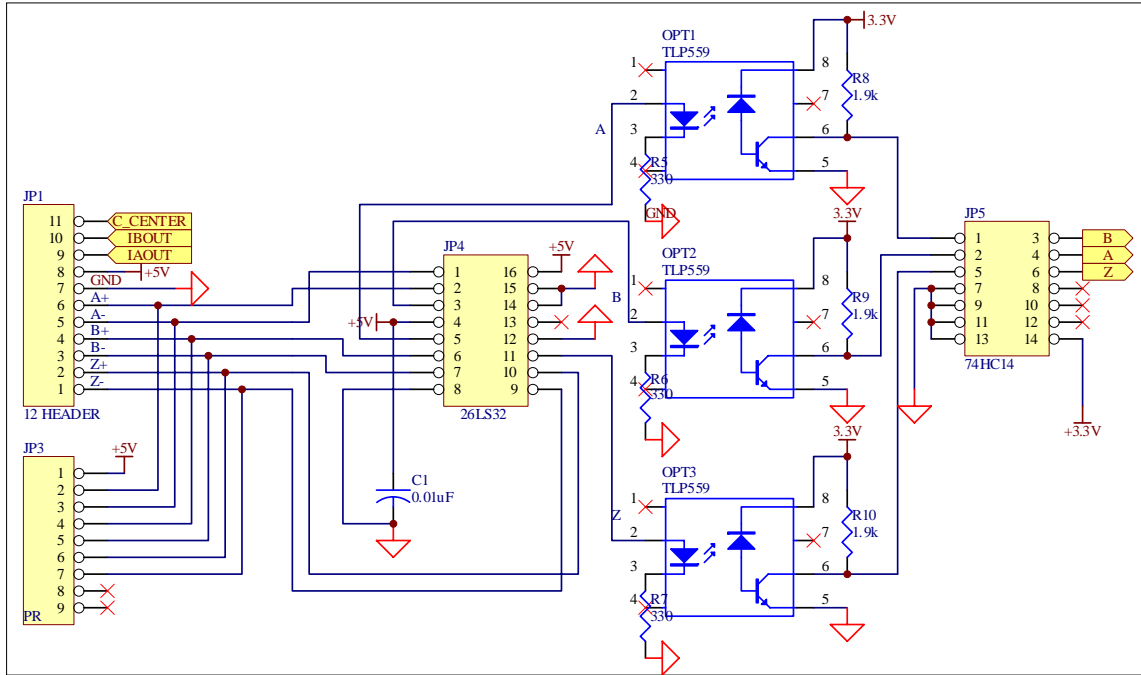 JP1
11 C_CENTER
10 IBOUT
9 IAOUT
8 +5V
7 GND
6 A+
5 A-
4 B+
3 B-
2 Z+
1 Z-
12 HEADER
JP3
+5V
1
2
3
4
5
6
7
8
9
PR
JP4
+5V
1 16
2 15
3 14
+5V 4 13
5 12
6 11
7 10
8 9
26LS32
C1
0.01uF
OPT1
TLP559
3.3V
1 8
2 7
3 6
4 5
A
R5
330
GND
R8
1.9k
OPT2
TLP559
3.3V
1
2 7
3 6
4 5
B
R6
330
R9
1.9k
OPT3
TLP559
3.3V
1 8
2 7
3 6
4 5
Z
R7
330
R10
1.9k
JP5
1 3 B
2 4 A
5 6 Z
7 8
9 10
11 12
13 14
74HC14
+3.3V